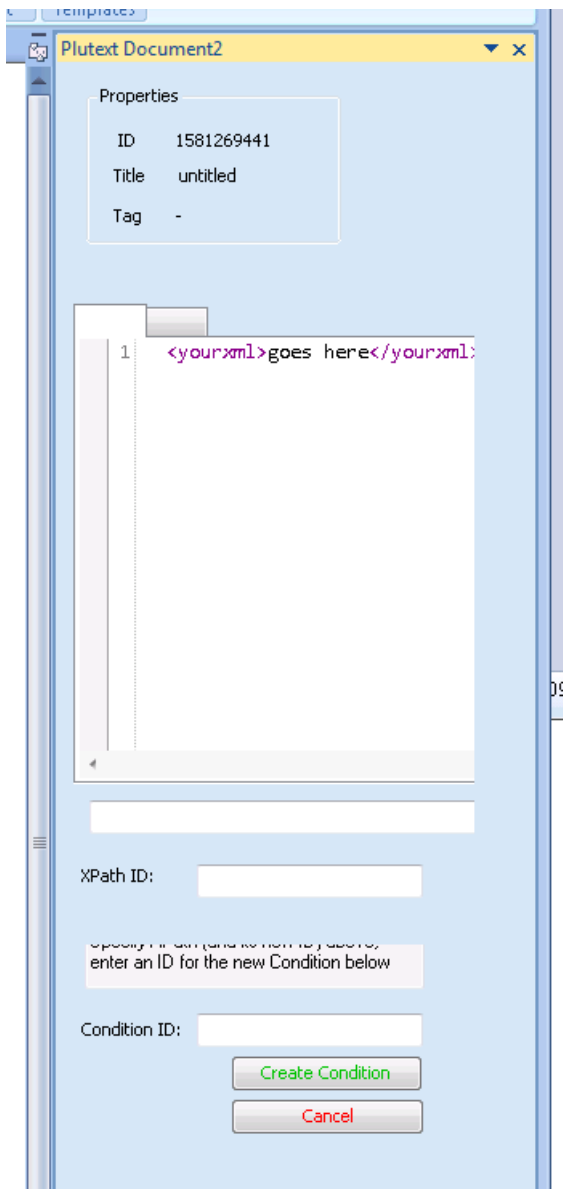 Templates
Plutext Document2
Properties
ID 1581269441
Title untitled
Tag -
1 <yourxml>goes here</yourxml>
XPath ID:
enter an ID for the new Condition below
Condition ID:
Create Condition
Cancel